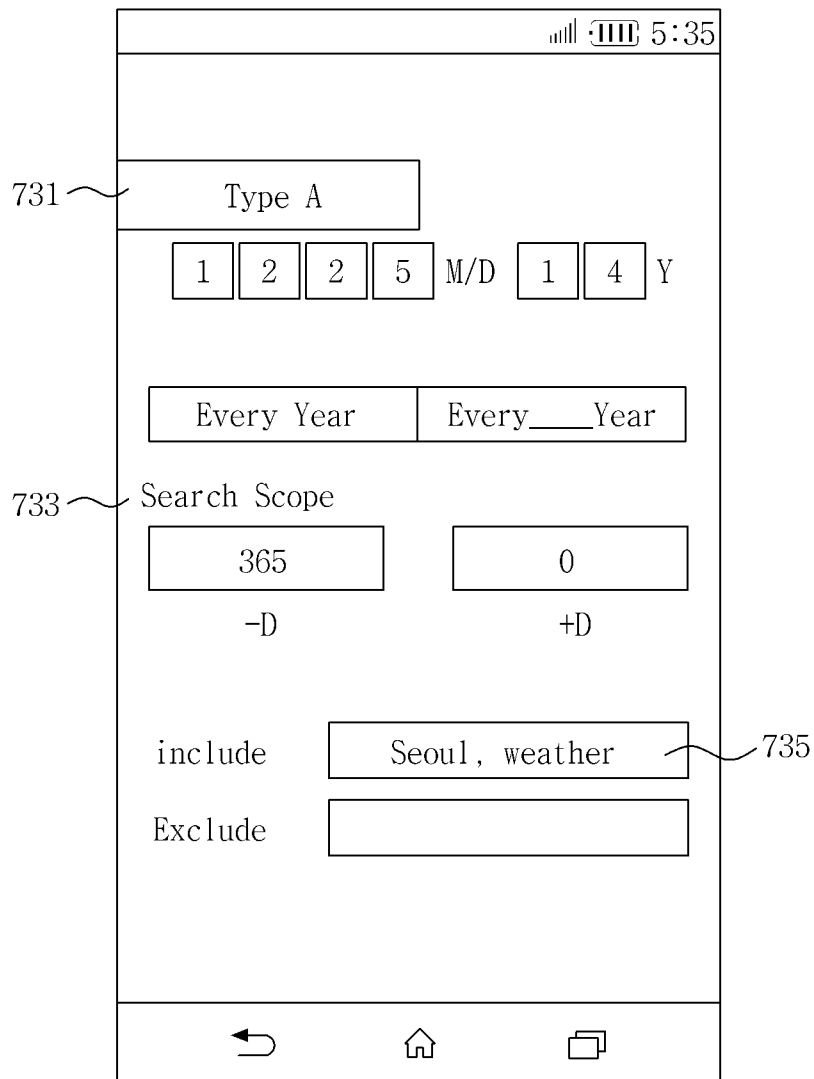 5:35
731
Type A
1 2 2 5 M/D 1 4 Y
Every Year Every____Year
733
Search Scope
365 0
-D +D
include Seoul, weather
735
Exclude